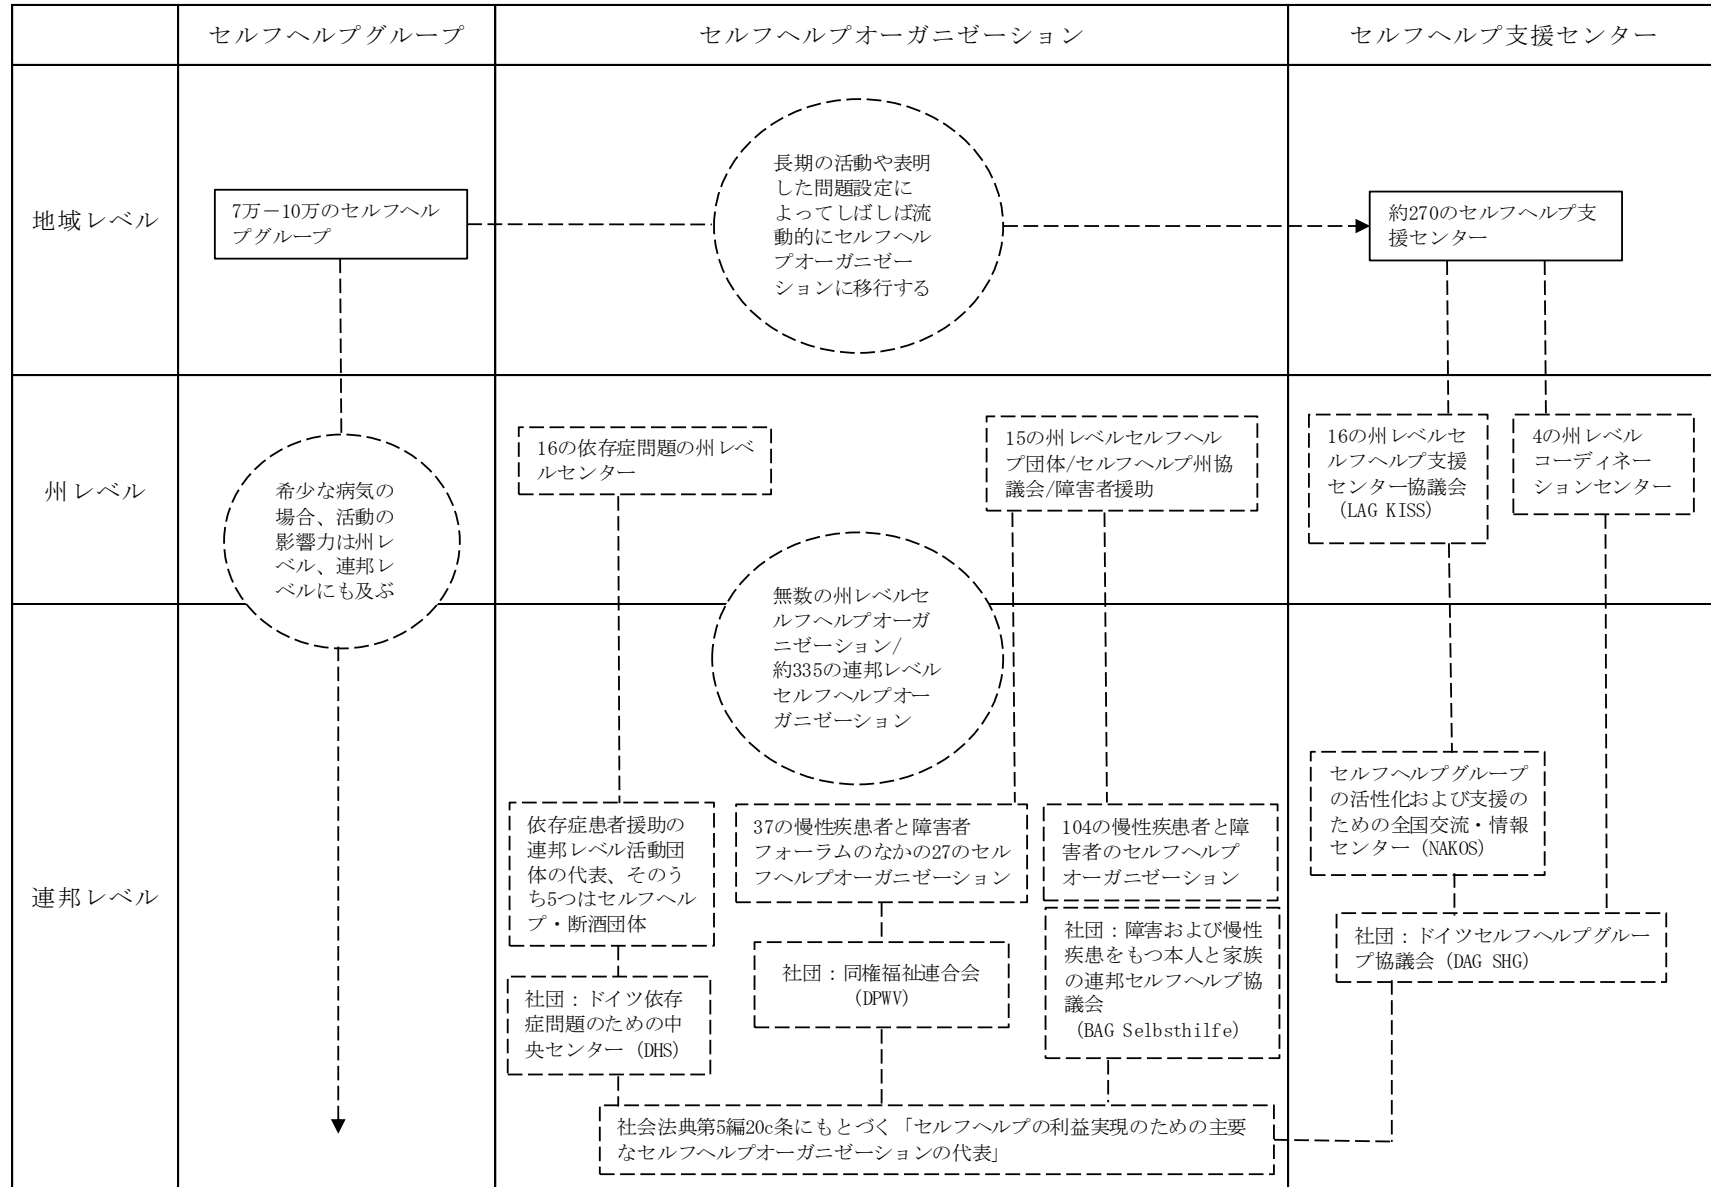 セルフヘルプグループ
セルフヘルプオーガニゼーション
セルフヘルプ支援センター
地域レベル
7万－10万のセルフヘル
プグループ
長期の活動や表明
した問題設定に
よってしばしば流
動的にセルフヘル
プオーガニゼー
ションに移行する
約270のセルフヘルプ支
援センター
州レベル
希少な病気の
場合、活動の
影響力は州レ
ベル、連邦レ
ベルにも及ぶ
16の依存症問題の州レベ
ルセンター
15の州レベルセルフヘル
プ団体/セルフヘルプ州協
議会/障害者援助
16の州レベルセ
ルフヘルプ支援
センター協議会
（LAG KISS）
4の州レベル
コーディネー
ションセンター
無数の州レベルセ
ルフヘルプオーガ
ニゼーション/
約335の連邦レベル
セルフヘルプオー
ガニゼーション
連邦レベル
依存症患者援助の
連邦レベル活動団
体の代表、そのう
ち5つはセルフヘル
プ・断酒団体
37の慢性疾患者と障害者
フォーラムのなかの27のセル
フヘルプオーガニゼーション
104の慢性疾患者と障
害者のセルフヘルプ
オーガニゼーション
セルフヘルプグループ
の活性化および支援の
ための全国交流・情報
センター（NAKOS）
社団：ドイツ依存
症問題のための中
央センター（DHS）
社団：同権福祉連合会
（DPWV）
社団：障害および慢性
疾患をもつ本人と家族
の連邦セルフヘルプ協
議会
（BAG Selbsthilfe）
社団：ドイツセルフヘルプグルー
プ協議会（DAG SHG）
社会法典第5編20c条にもとづく「セルフヘルプの利益実現のための主要
なセルフヘルプオーガニゼーションの代表」